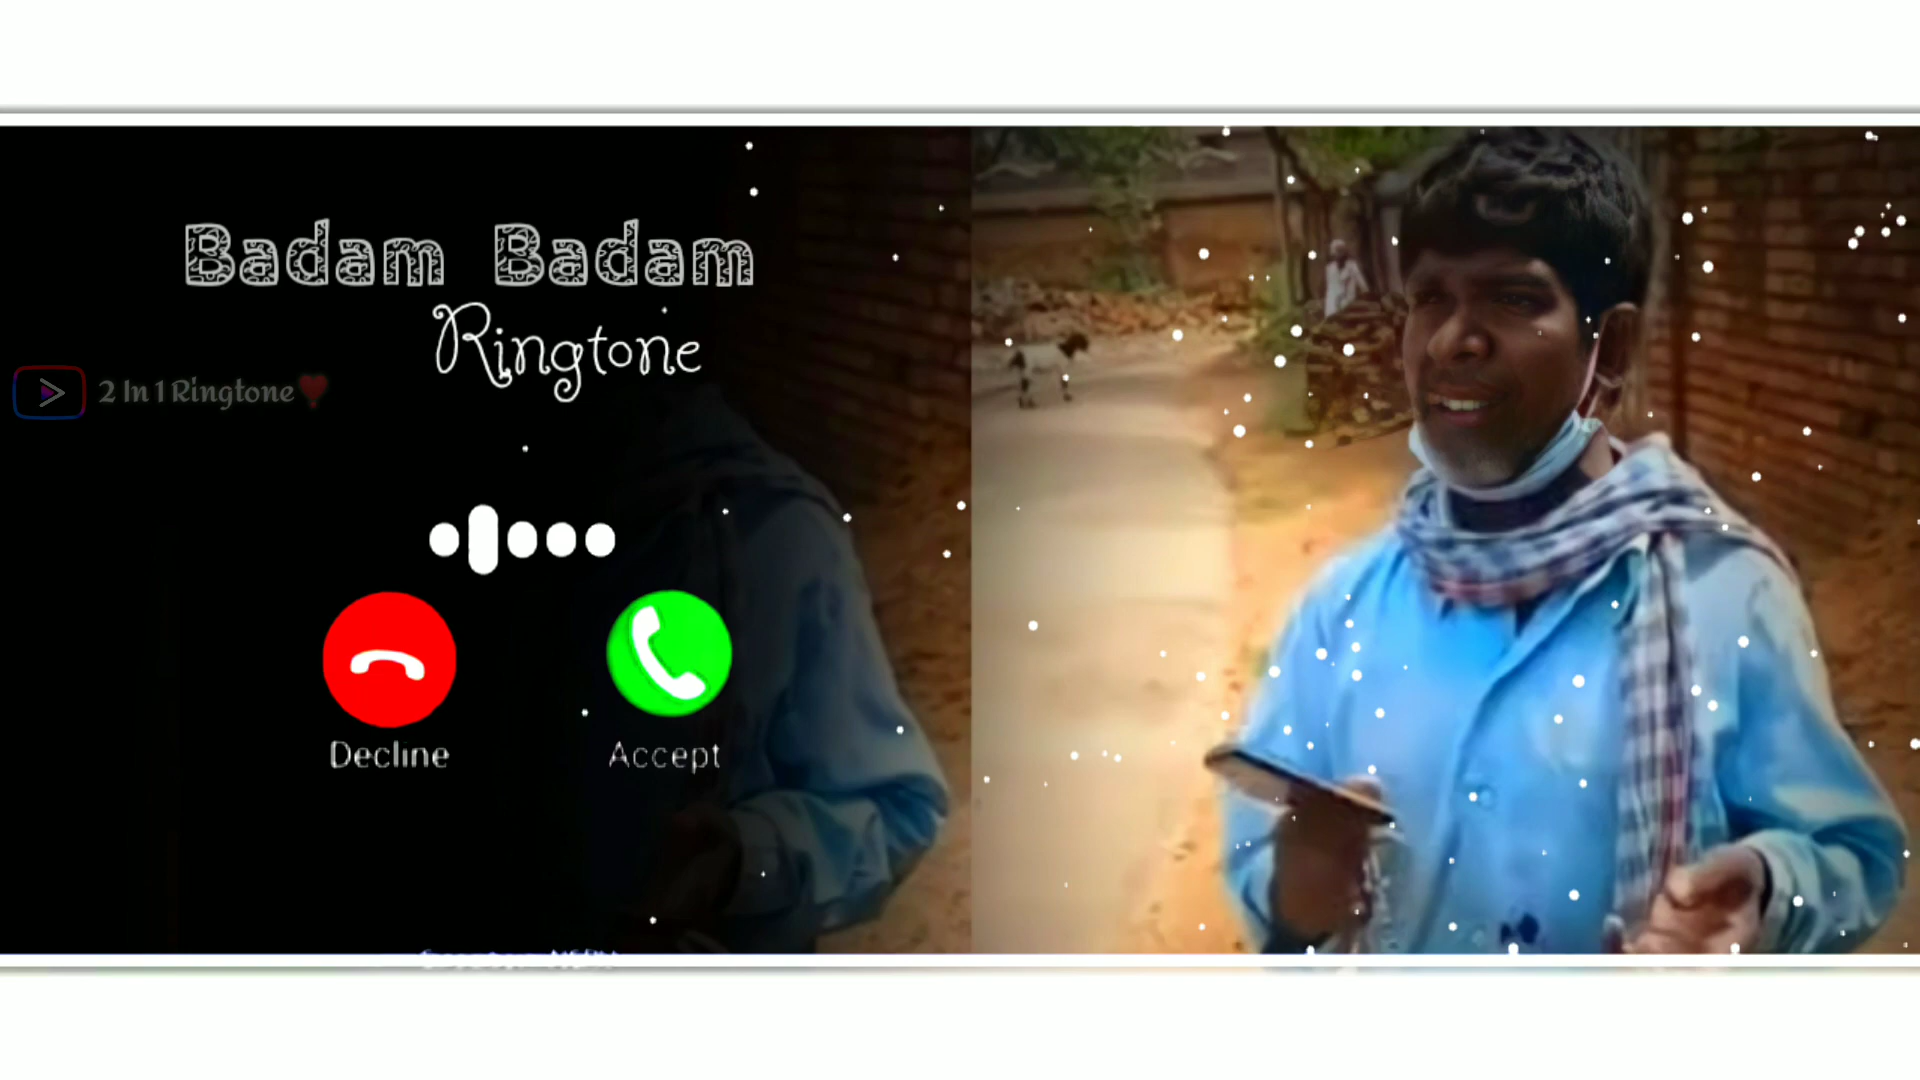 Badam Badam
Ringtone
2 In 1 Ringtone
Decline
Accept